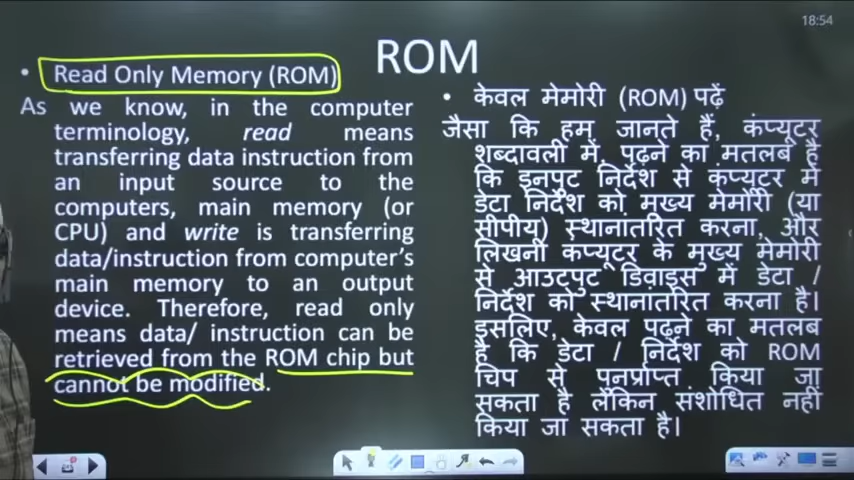 18:54
ROM
• Read Only Memory (ROM)
As we know, in the computer
terminology, read means
transferring data instruction from
an input source to the
computers, main memory (or
CPU) and write is transferring
data/instruction from computer's
main memory to an output
device. Therefore, read only
means data/ instruction can be
retrieved from the ROM chip but
cannot be modified.
• केवल मेमोरी (ROM) पढ़ें
जैसा कि हम जानते हैं, कंप्यूटर
शब्दावली में, पढ़ने का मतलब है
कि इनपुट निर्देश से कंप्यूटर में
डेटा निर्देश को मुख्य मेमोरी (या
सीपीयू) स्थानांतरित करना, और
लिखनी कंप्यूटर के मुख्य मेमोरी
से आउटपुट डिवाइस में डेटा /
निर्देश को स्थानांतरित करना है।
इसलिए, केवल पढ़ने का मतलब
है कि डेटा / निर्देश को ROM
चिप से पुनर्प्राप्त किया जा
सकता है लेकिन संशोधित नहीं
किया जा सकता है।